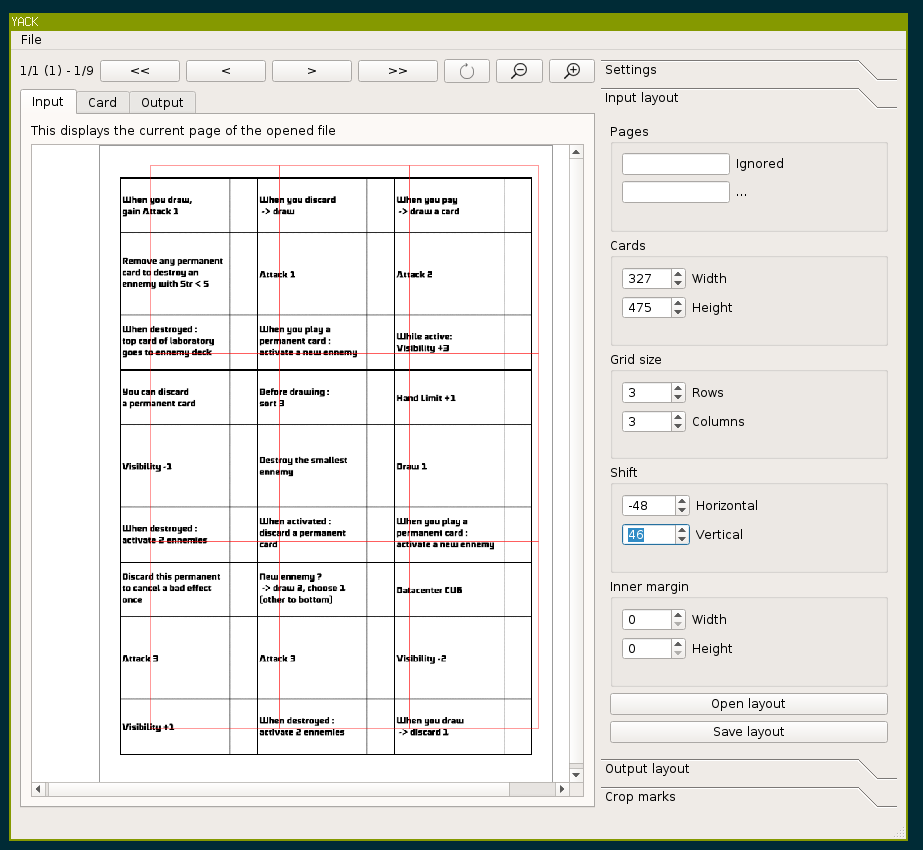 YACK
File
1/1 (1) - 1/9
<<
<
>
>>
Input
Card
Output
This displays the current page of the opened file
When you draw,
gain Attack 1
When you discard
-> draw
When you pay
-> draw a card
Remove any permanent
card to destroy an
ennemy with Str < 5
Attack 1
Attack 2
When destroyed :
top card of laboratory
goes to ennemy deck
When you play a
permanent card :
activate a new ennemy
While active:
Visibility +3
You can discard
a permanent card
Before drawing :
sort 3
Hand Limit +1
Visibility -1
Destroy the smallest
ennemy
Draw 1
When destroyed :
activate 2 ennemies
When activated :
discard a permanent
card
When you play a
permanent card :
activate a new ennemy
Discard this permanent
to cancel a bad effect
once
New ennemy ?
-> draw 2, choose 1
(other to bottom)
Datacenter CUB
Attack 3
Attack 3
Visibility -2
Visibility +1
When destroyed :
activate 2 ennemies
When you draw
-> discard 1
Settings
Input layout
Pages
Ignored
...
Cards
327 Width
475 Height
Grid size
3 Rows
3 Columns
Shift
-48 Horizontal
46 Vertical
Inner margin
0 Width
0 Height
Open layout
Save layout
Output layout
Crop marks